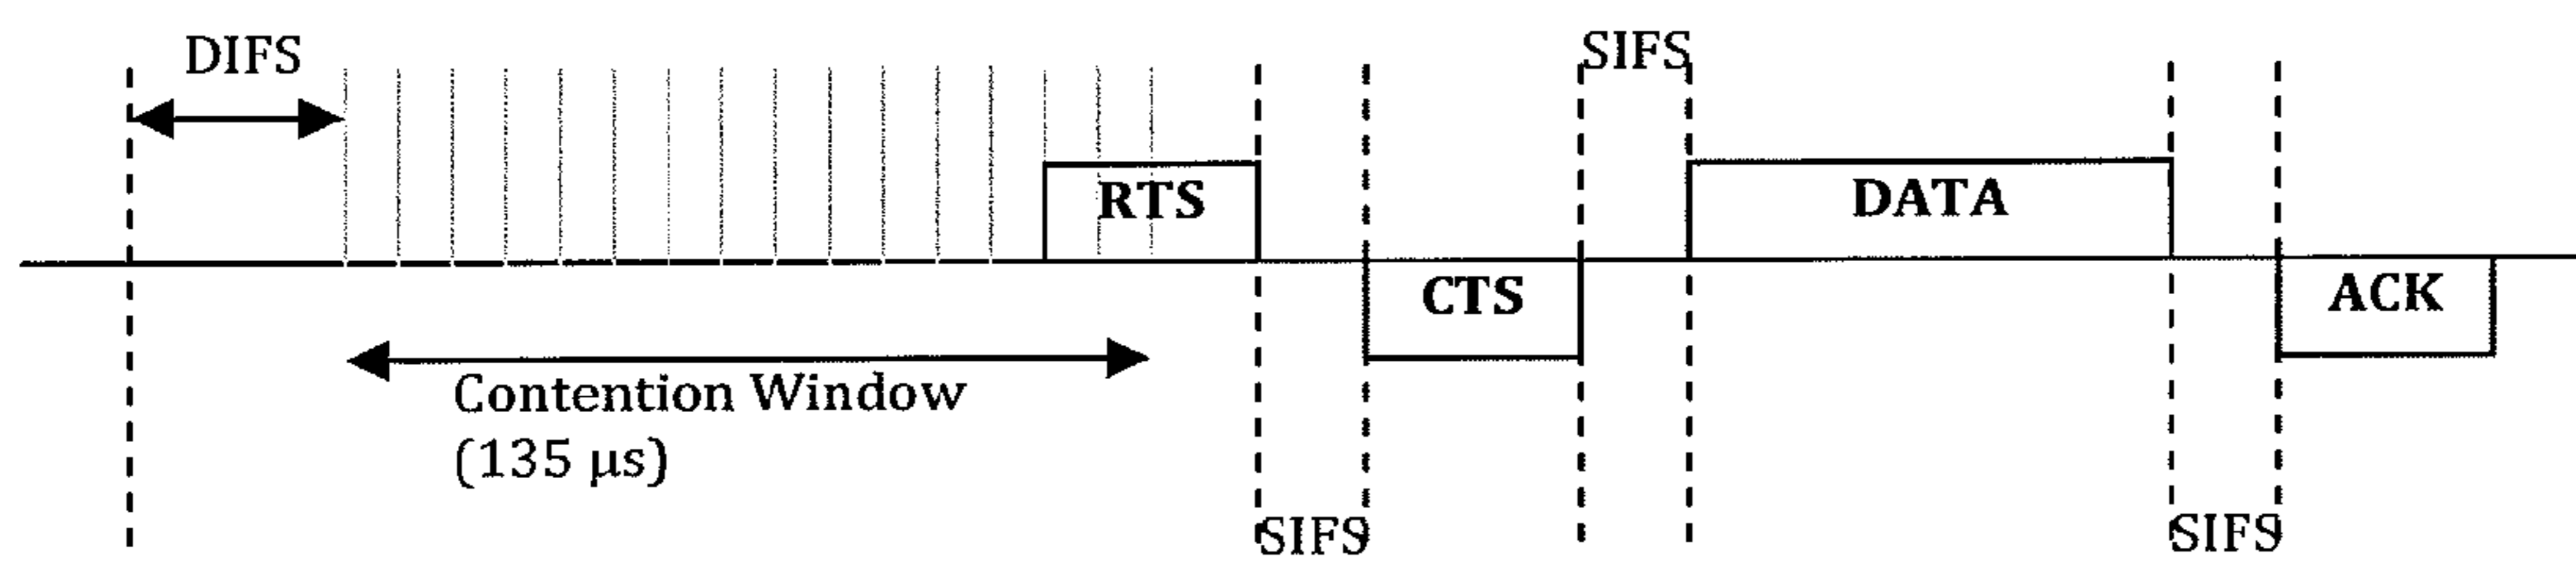 DIFS
SIFS
RTS
DATA
CTS
ACK
Contention Window
(135 μs)
SIFS
SIFS